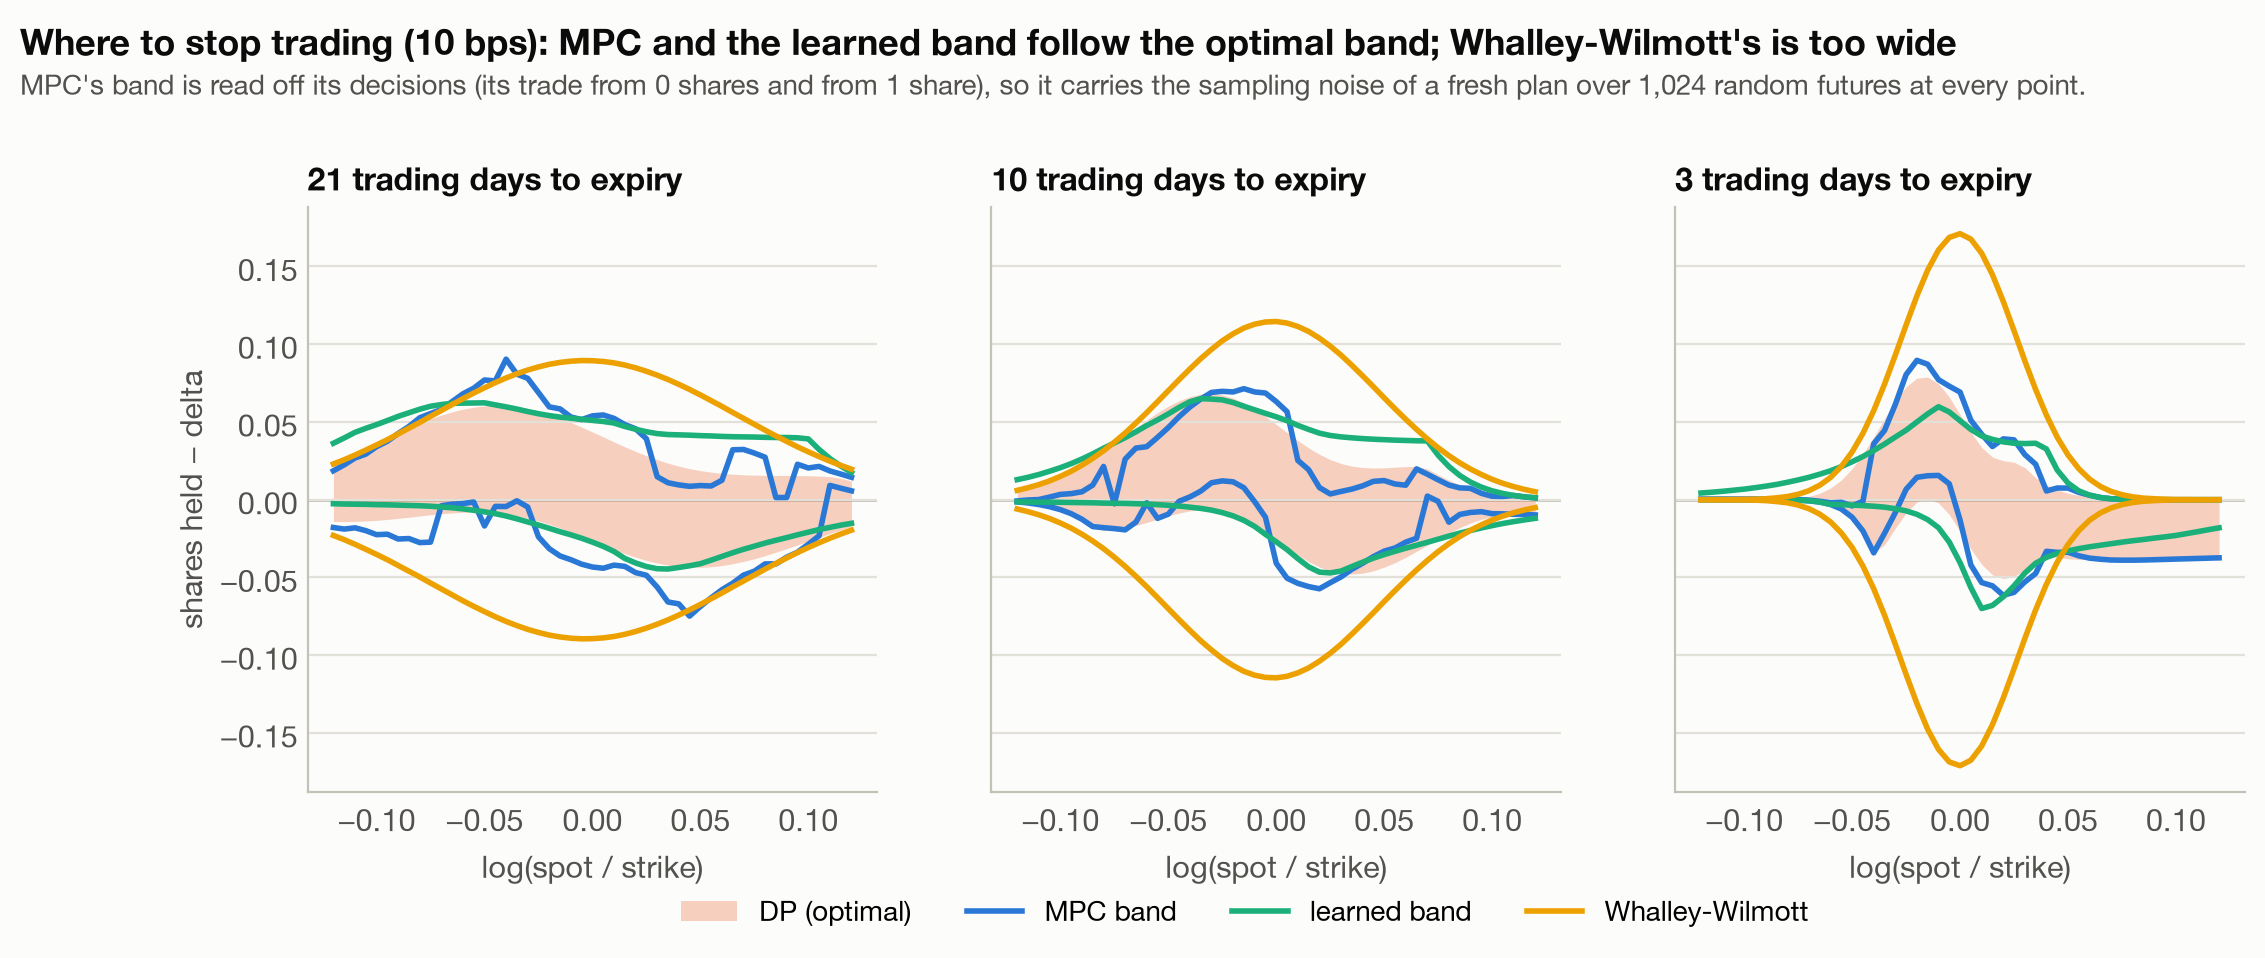 Where to stop trading (10 bps): MPC and the learned band follow the optimal band; Whalley-Wilmott's is too wide
MPC's band is read off its decisions (its trade from 0 shares and from 1 share), so it carries the sampling noise of a fresh plan over 1,024 random futures at every point.
21 trading days to expiry
10 trading days to expiry
3 trading days to expiry
shares held – delta
0.15
0.10
0.05
0.00
−0.05
−0.10
−0.15
−0.10 −0.05 0.00 0.05 0.10
−0.10 −0.05 0.00 0.05 0.10
−0.10 −0.05 0.00 0.05 0.10
log(spot / strike)
log(spot / strike)
log(spot / strike)
DP (optimal)
MPC band
learned band
Whalley-Wilmott